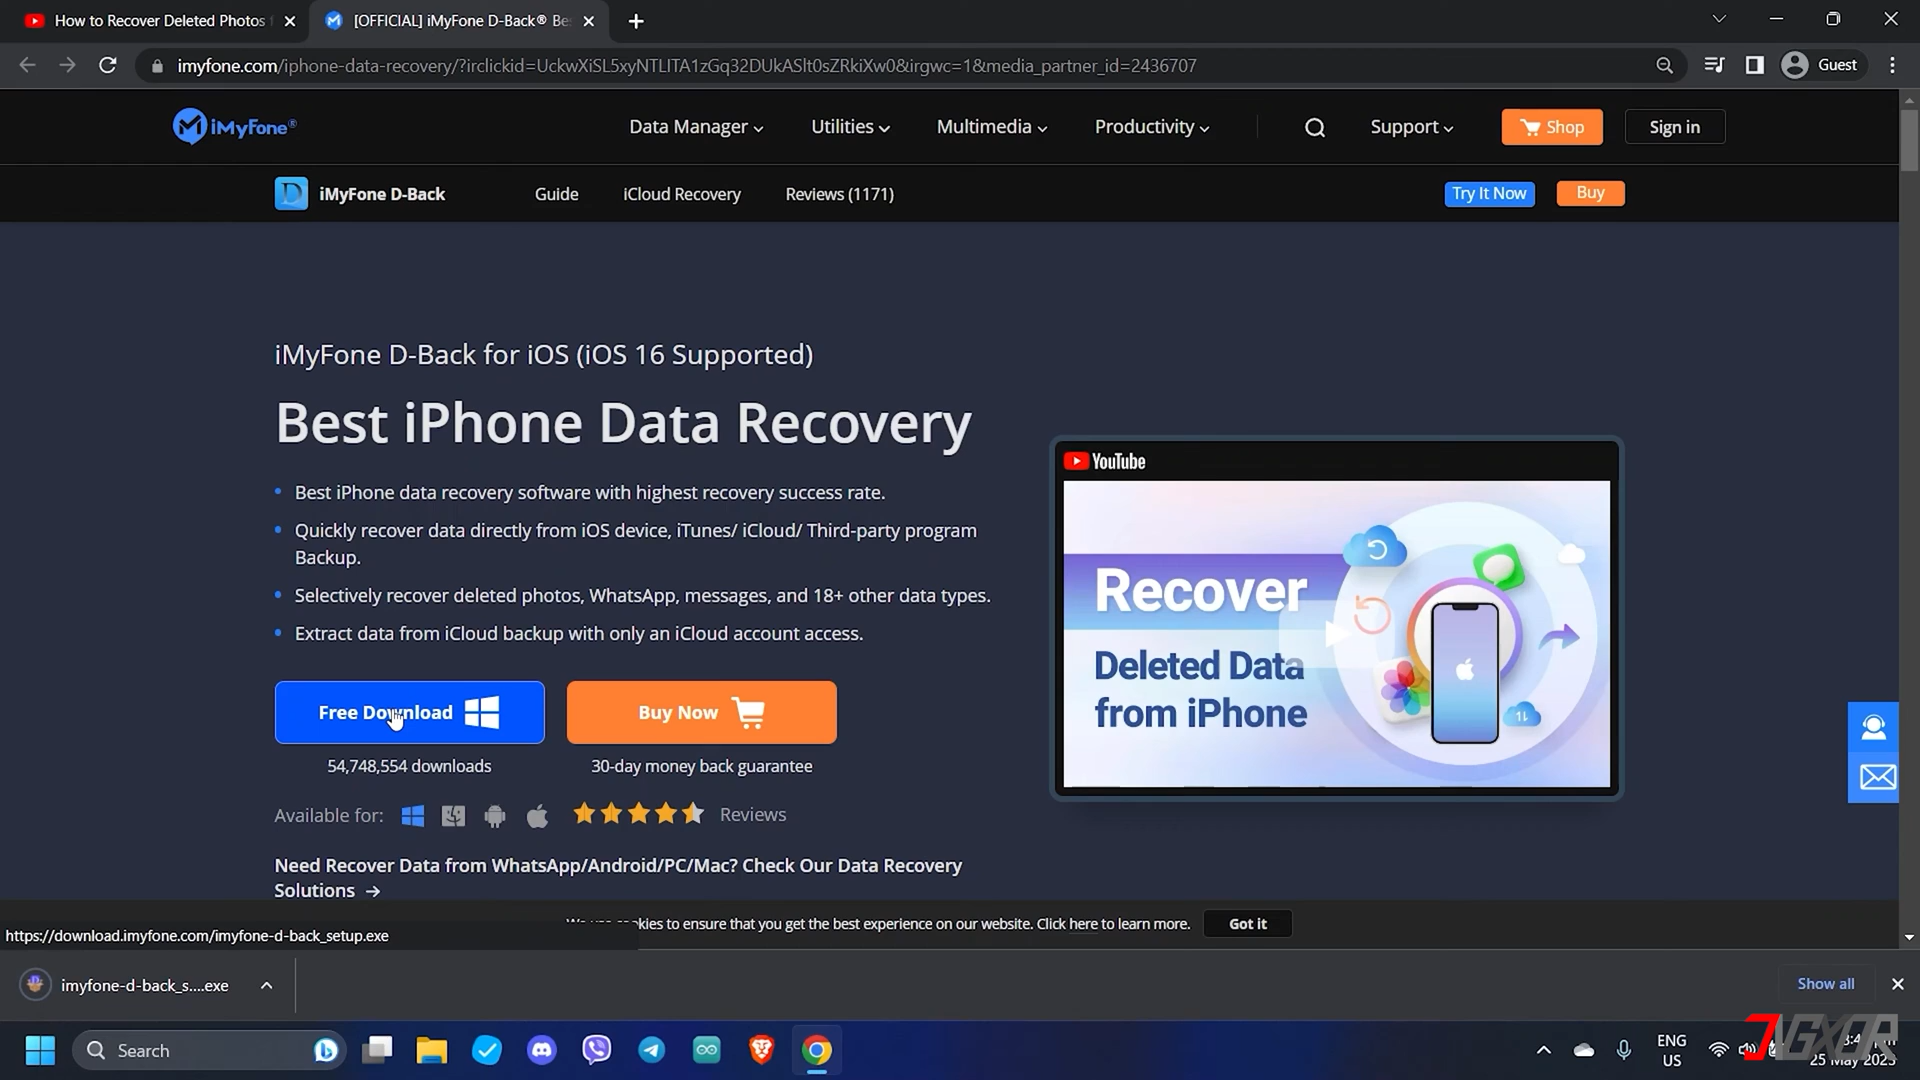 How to Recover Deleted Photos
[OFFICIAL] iMyFone D-Back® Be
imyfone.com/iphone-data-recovery/?irclickid=UckwXiSL5xyNTLITA1zGq32DUkASlt0sZRkiXw0&irgwc=1&media_partner_id=2436707
Guest
iMyFone®
Data Manager
Utilities
Multimedia
Productivity
Support
Shop
Sign in
iMyFone D-Back
Guide
iCloud Recovery
Reviews (1171)
Try It Now
Buy
iMyFone D-Back for iOS (iOS 16 Supported)
Best iPhone Data Recovery
Best iPhone data recovery software with highest recovery success rate.
Quickly recover data directly from iOS device, iTunes/ iCloud/ Third-party program
Backup.
Selectively recover deleted photos, WhatsApp, messages, and 18+ other data types.
Extract data from iCloud backup with only an iCloud account access.
YouTube
Recover
Deleted Data
from iPhone
Free Download
Buy Now
54,748,554 downloads
30-day money back guarantee
Available for:
Reviews
Need Recover Data from WhatsApp/Android/PC/Mac? Check Our Data Recovery
Solutions →
We use cookies to ensure that you get the best experience on our website. Click here to learn more.
Got it
https://download.imyfone.com/imyfone-d-back_setup.exe
imyfone-d-back_s....exe
Show all
Search
ENG
US
25 May 2023